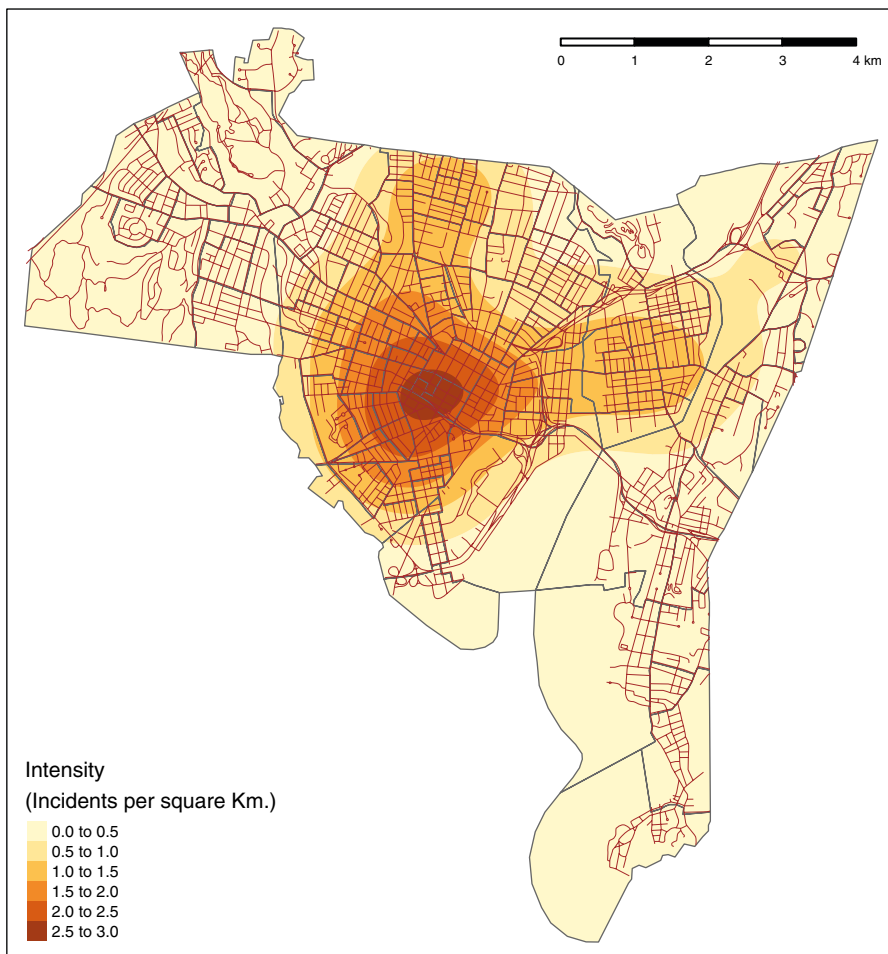 0 1 2 3 4 km
Intensity
(Incidents per square Km.)
0.0 to 0.5
0.5 to 1.0
1.0 to 1.5
1.5 to 2.0
2.0 to 2.5
2.5 to 3.0